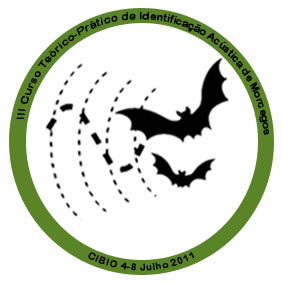 III Curso Teórico-Prático de Identificação Acústica de Morcegos
CIBIO 4-8 Julho 2011